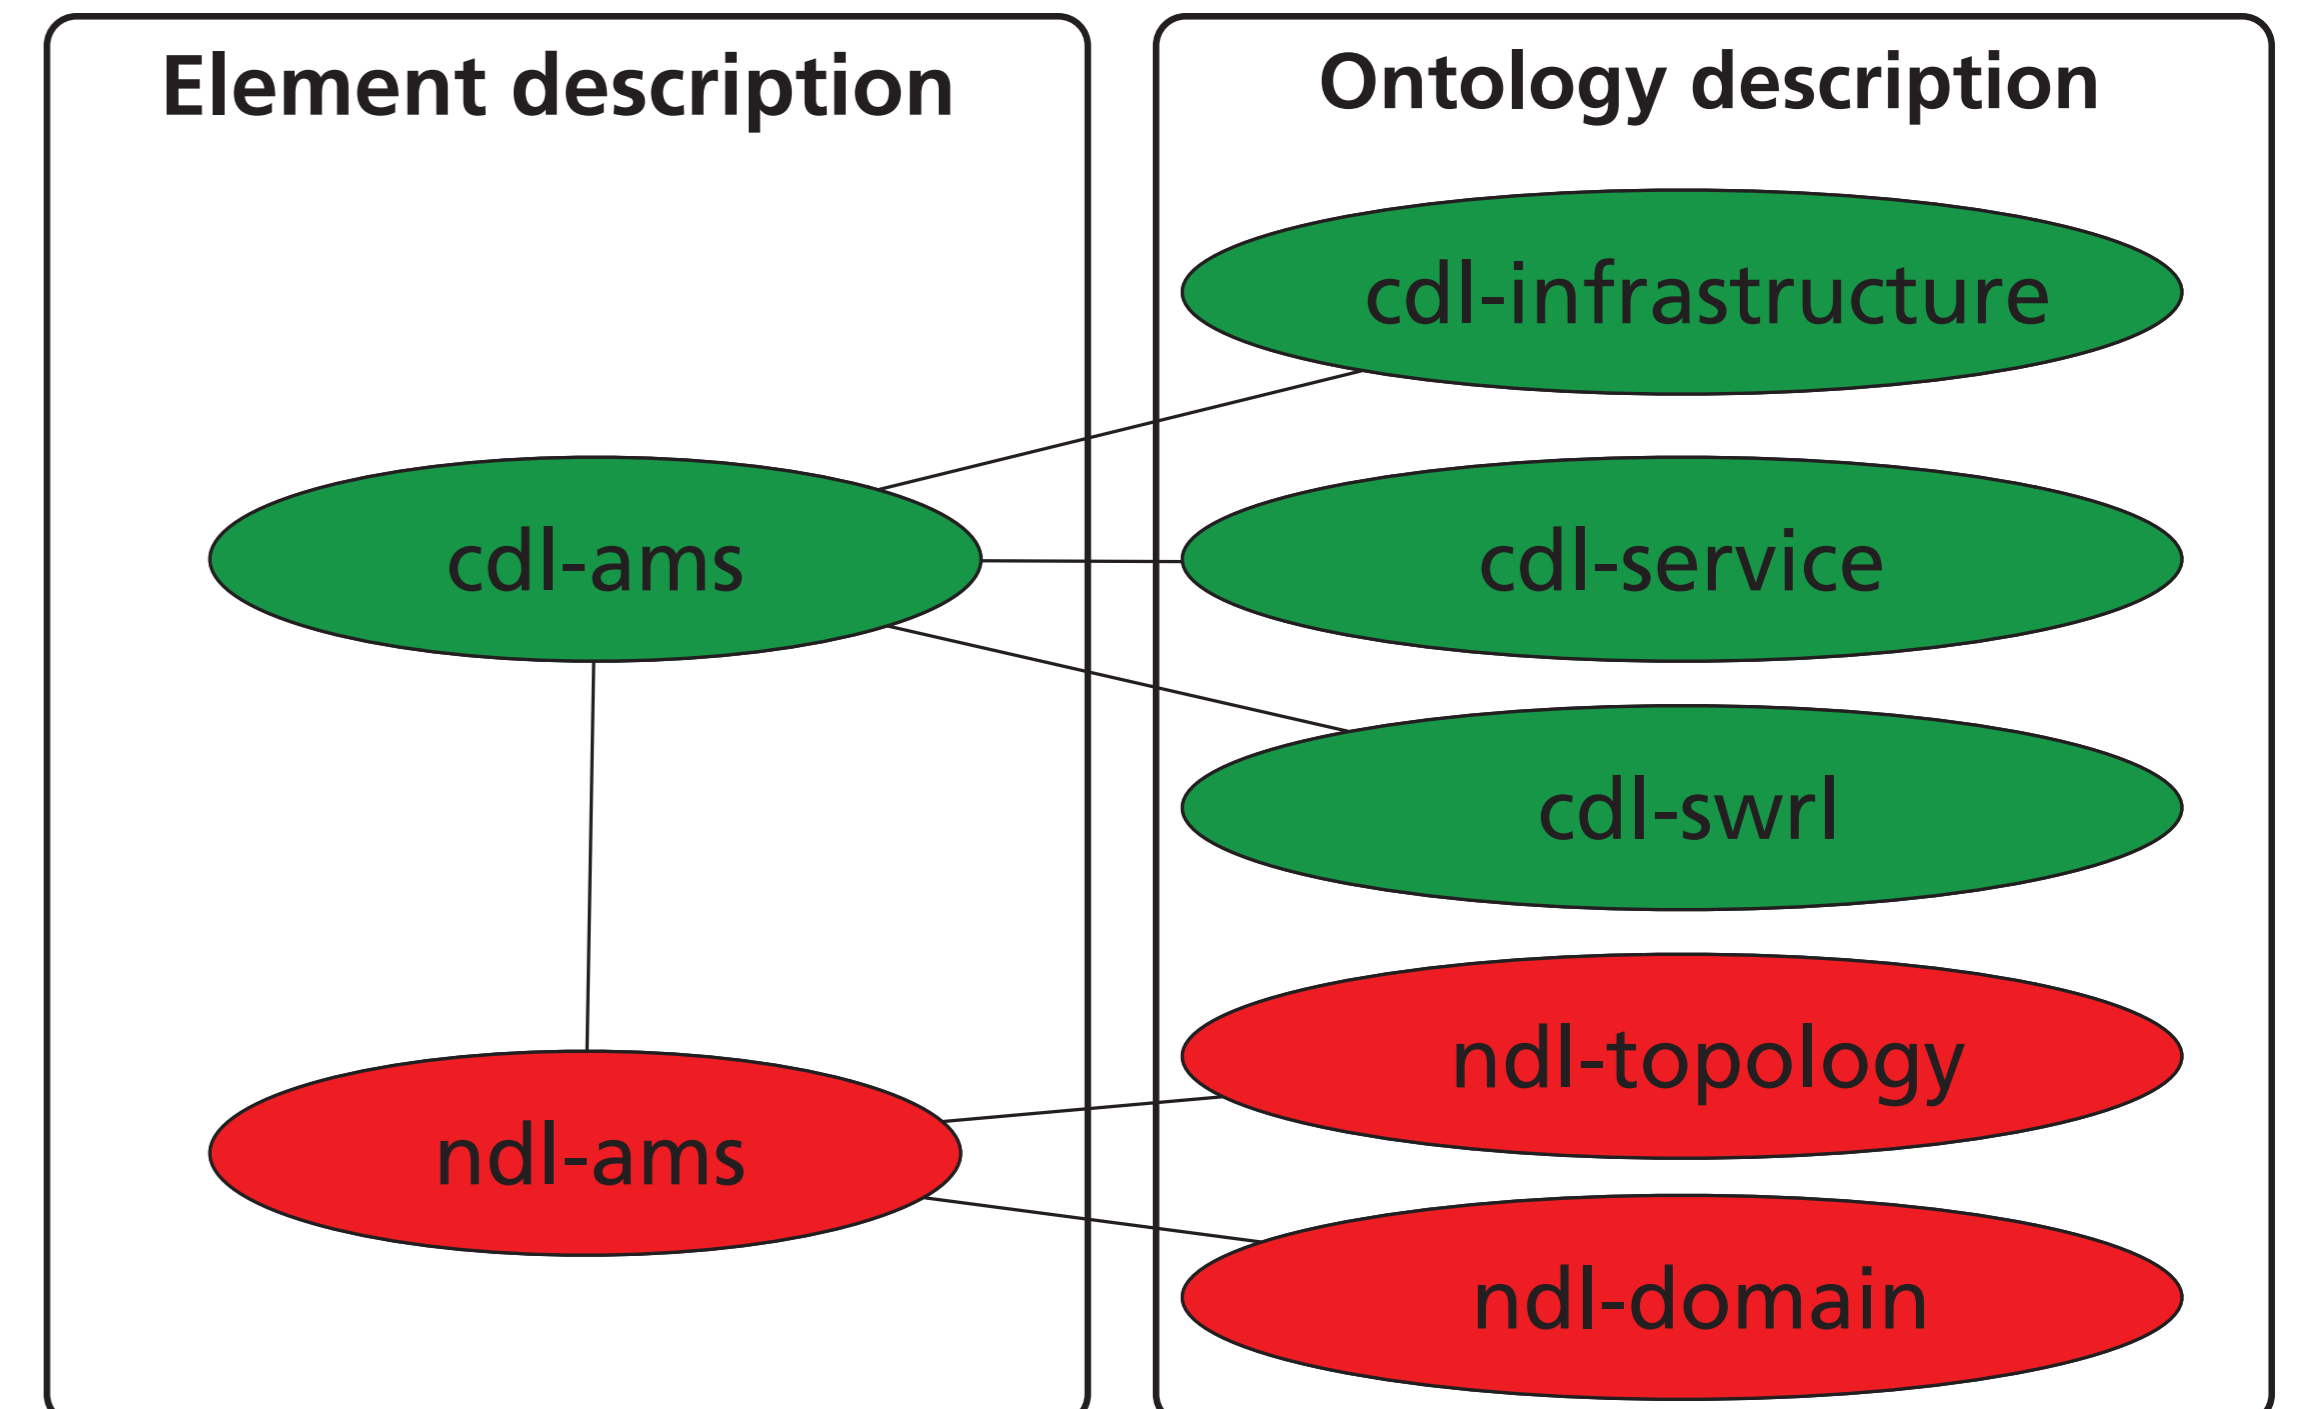 Element description
cdl-ams
ndl-ams
Ontology description
cdl-infrastructure
cdl-service
cdl-swrl
ndl-topology
ndl-domain